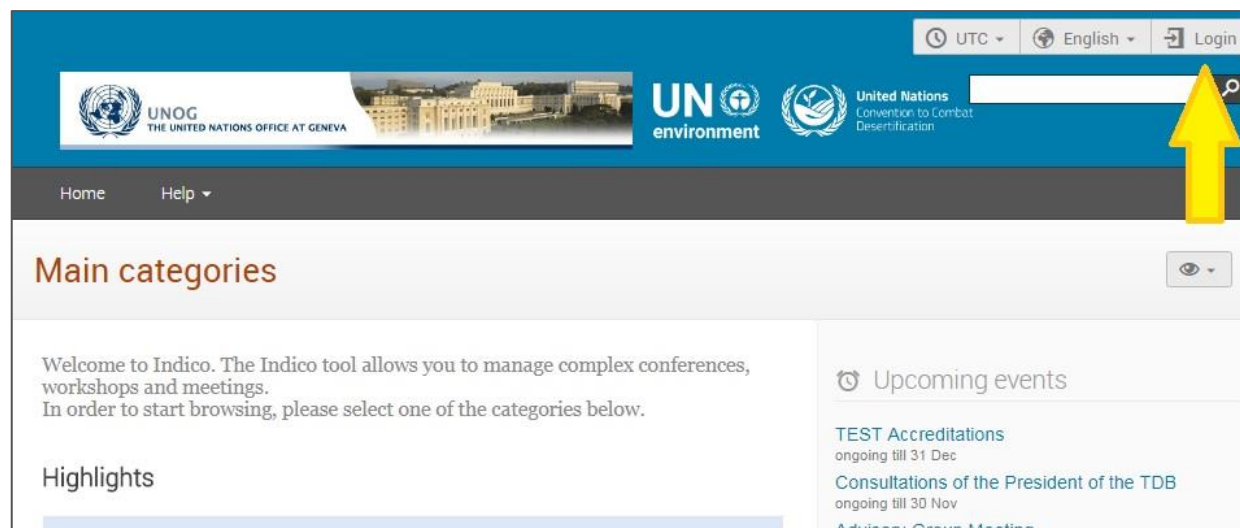 UTC English Login
UNOG
THE UNITED NATIONS OFFICE AT GENEVA
UN
environment
United Nations
Convention to Combat
Desertification
Home Help
Main categories
Welcome to Indico. The Indico tool allows you to manage complex conferences,
workshops and meetings.
In order to start browsing, please select one of the categories below.
Highlights
Upcoming events
TEST Accreditations
ongoing till 31 Dec
Consultations of the President of the TDB
ongoing till 30 Nov
Advisory Group Meeting